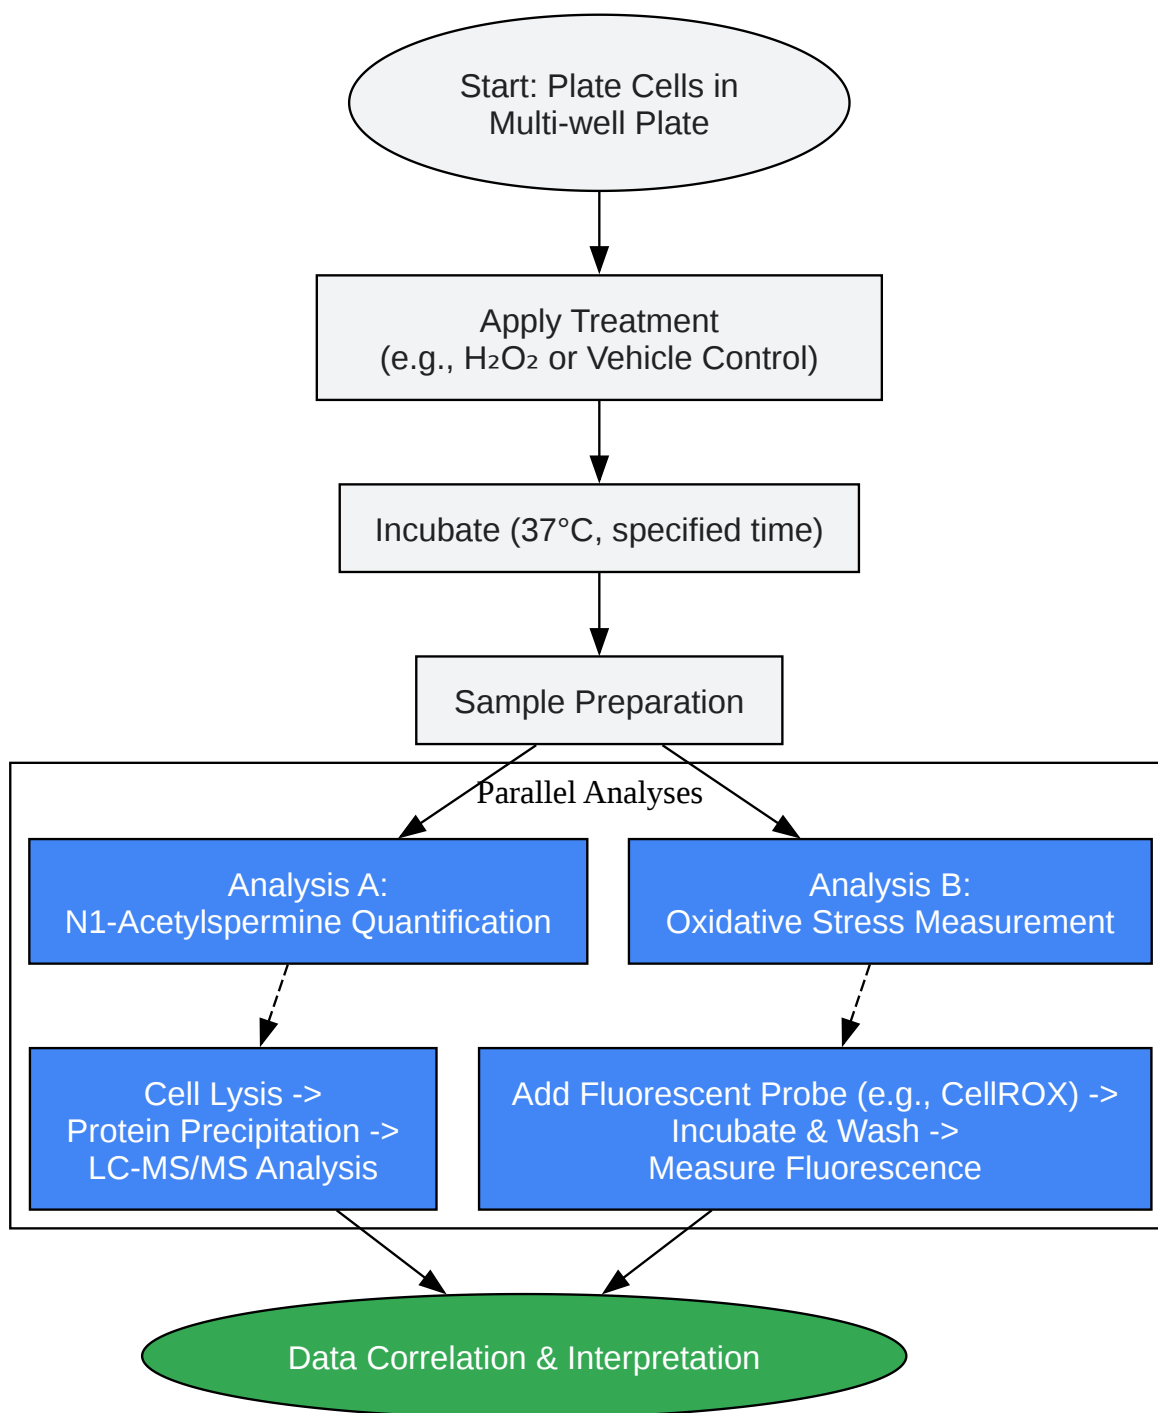 Start: Plate Cells in
Multi-well Plate
Apply Treatment
(e.g., H₂O₂ or Vehicle Control)
Incubate (37°C, specified time)
Sample Preparation
Parallel Analyses
Analysis A:
N1-Acetylspermine Quantification
Analysis B:
Oxidative Stress Measurement
Cell Lysis ->
Protein Precipitation ->
LC-MS/MS Analysis
Add Fluorescent Probe (e.g., CellROX) ->
Incubate & Wash ->
Measure Fluorescence
Data Correlation & Interpretation